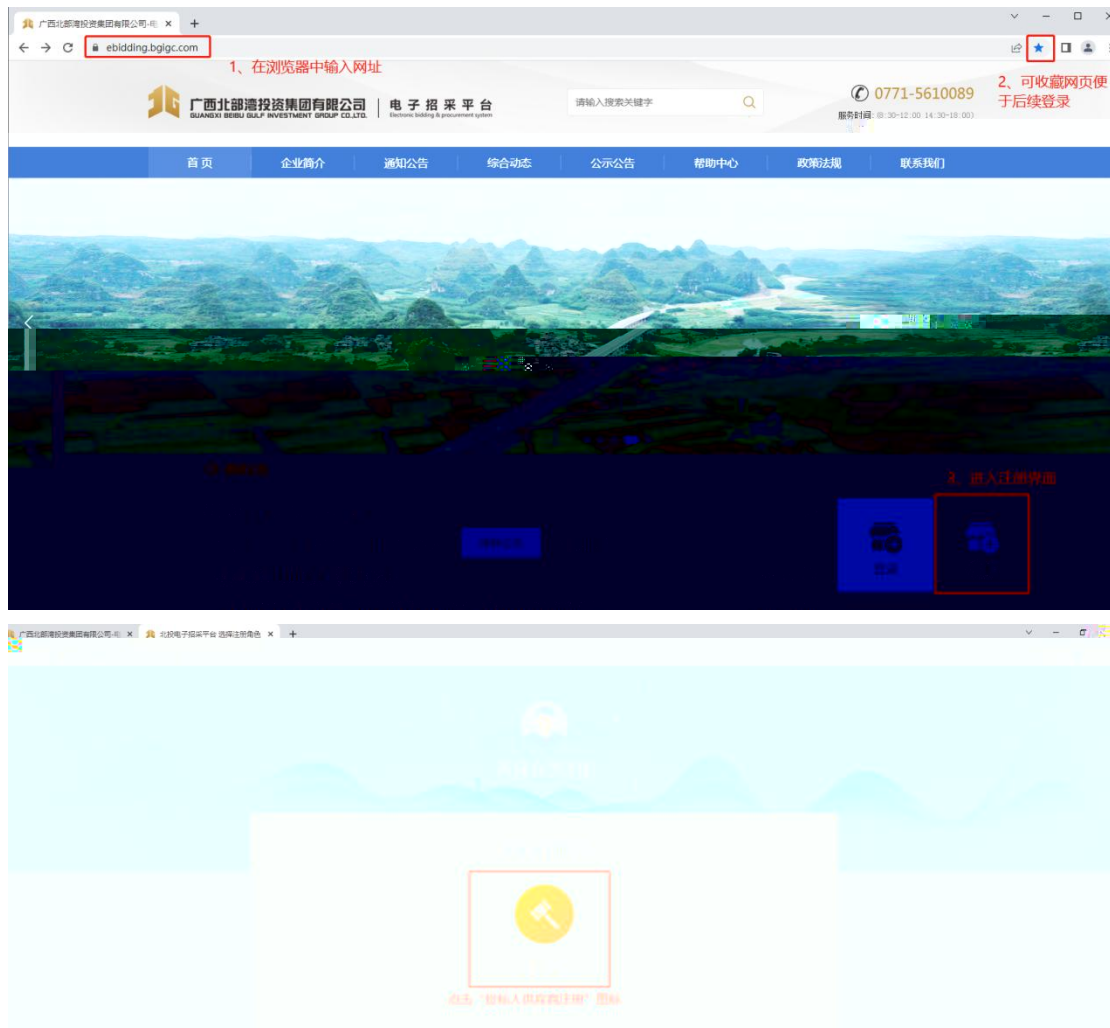 广西北部湾投资集团有限公司-电
ebidding.bgigc.com
1、在浏览器中输入网址
2、可收藏网页便
于后续登录
广西北部湾投资集团有限公司
GUANGXI BEIBU GULF INVESTMENT GROUP CO.,LTD.
电子招采平台
Electronic bidding & procurement system
请输入搜索关键字
0771-5610089
服务时间(8:30-12:00 14:30-18:00)
首页 企业简介 通知公告 综合动态 公示公告 帮助中心 政策法规 联系我们
3、进入注册界面
登录
广西北部湾投资集团有限公司-电
北投电子招采平台 选择注册角色
点击“投标人供应商注册”图标